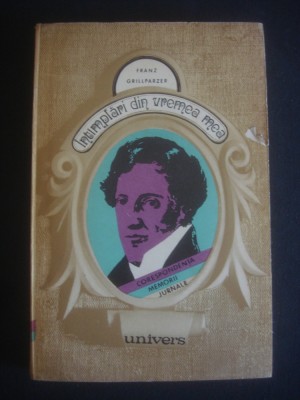 FRANZ
GRILLPARZER
Întîmplări din vremea mea
CORESPONDENȚĂ
MEMORII
JURNALE
univers